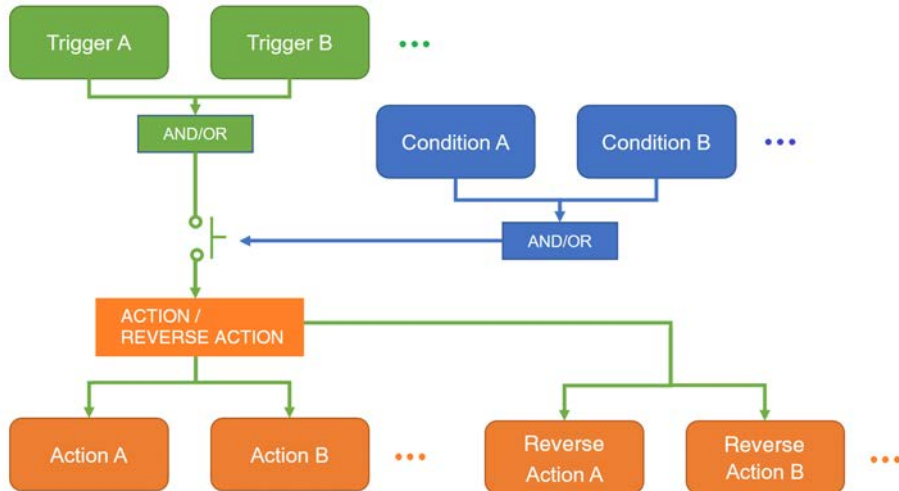 Trigger A
Trigger B
AND/OR
Condition A
Condition B
AND/OR
ACTION /
REVERSE ACTION
Action A
Action B
Reverse
Action A
Reverse
Action B